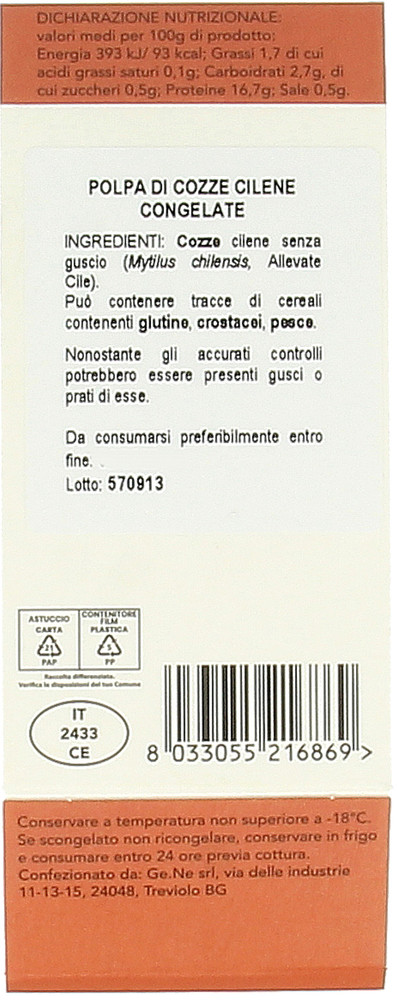 DICHIARAZIONE NUTRIZIONALE:
valori medi per 100g di prodotto:
Energia 393 kJ/ 93 kcal; Grassi 1,7 di cui
acidi grassi saturi 0,1g; Carboidrati 2,7g, di
cui zuccheri 0,5g; Proteine 16,7g; Sale 0,5g.
POLPA DI COZZE CILENE
CONGELATE
INGREDIENTI: Cozze cilene senza
guscio (Mytilus chilensis, Allevate
Cile).
Può contenere tracce di cereali
contenenti glutine, crostacei, pesce.
Nonostante gli accurati controlli
potrebbero essere presenti gusci o
prati di esse.
Da consumarsi preferibilmente entro
fine. .
Lotto: 570913
ASTUCCIO
CARTA
21
PAP
CONTENITORE
FILM
PLASTICA
5
PP
Raccolta differenziata.
Verifica le disposizioni del tuo Comune
IT
2433
CE
8 033055 216869 >
Conservare a temperatura non superiore a -18°C.
Se scongelato non ricongelare, conservare in frigo
e consumare entro 24 ore previa cottura.
Confezionato da: Ge.Ne srl, via delle industrie
11-13-15, 24048, Treviolo BG